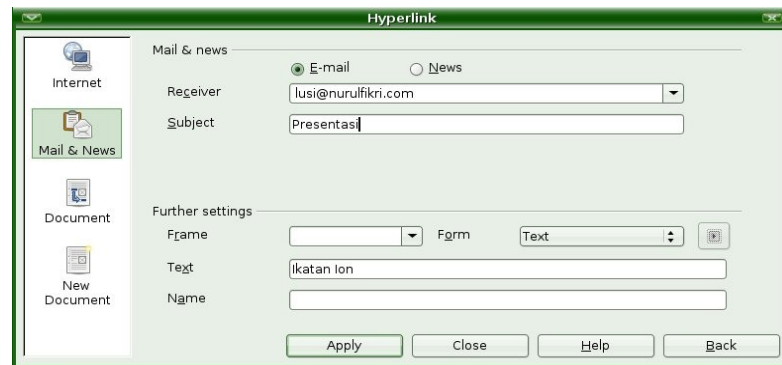 Hyperlink
Internet
Mail & News
Document
New
Document
Mail & news
E-mail News
Receiver lusi@nurulfikri.com
Subject Presentasi
Further settings
Frame Form Text
Text Ikatan Ion
Name
Apply Close Help Back